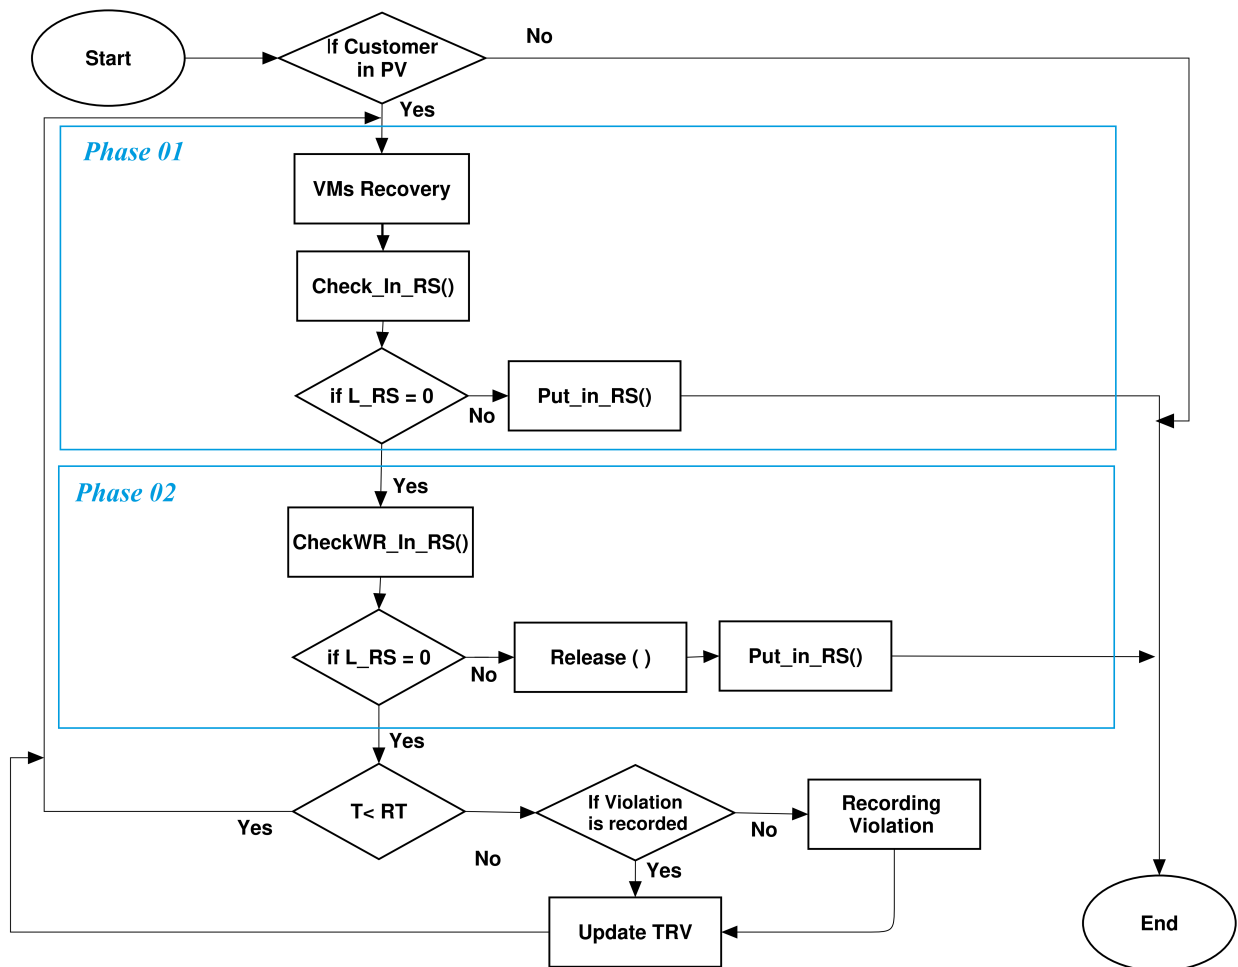 Start
If Customer
in PV
No
Yes
Phase 01
VMs Recovery
Check_In_RS()
if L_RS = 0
No
Put_in_RS()
Yes
Phase 02
CheckWR_In_RS()
if L_RS = 0
No
Release ( )
Put_in_RS()
Yes
T< RT
Yes
No
If Violation
is recorded
No
Recording
Violation
Yes
Update TRV
End